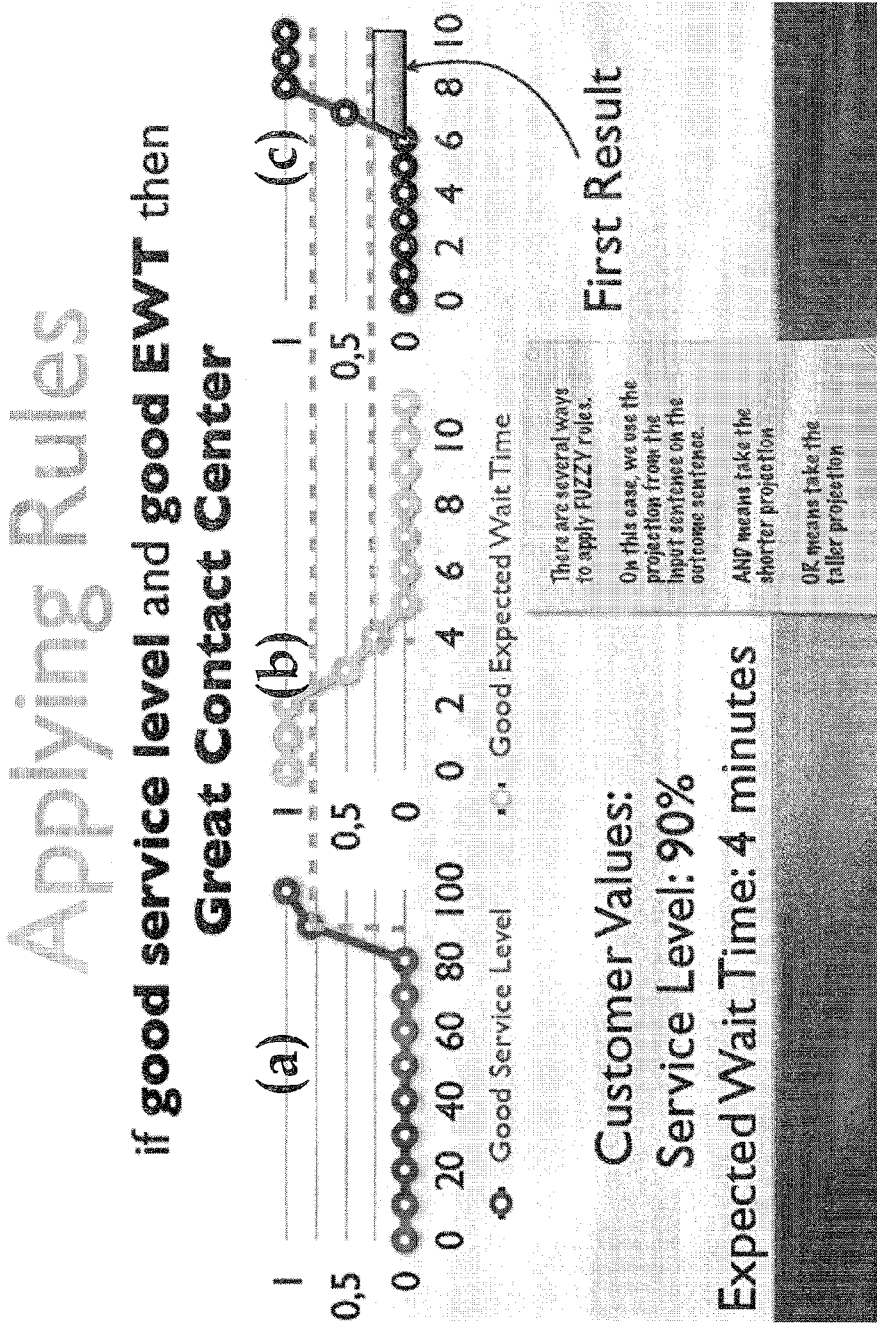 Applying Rules
if good service level and good EWT then
Great Contact Center
(a)
1
0,5
0
0 20 40 60 80 100
Good Service Level
(b)
1
0,5
0
0 2 4 6 8 10
Good Expected Wait Time
(c)
1
0,5
0
0 2 4 6 8 10
First Result
Customer Values:
Service Level: 90%
Expected Wait Time: 4 minutes
There are several ways
to apply FUZZY rules.
On this case, we use the
projection from the
Input sentence on the
outcome sentence.
AND means take the
shorter projection
OR means take the
taller projection